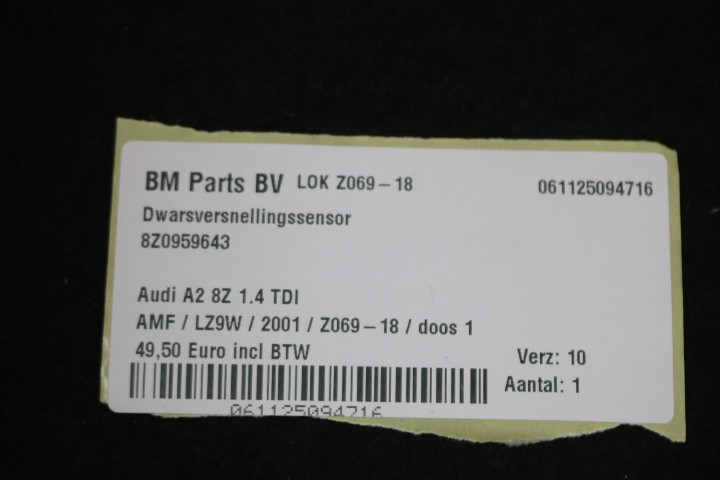 BM Parts BV LOK Z069-18 061125094716
Dwarsversnellingssensor
8Z0959643
Audi A2 8Z 1.4 TDI
AMF / LZ9W / 2001 / Z069-18 / doos 1
49,50 Euro incl BTW Verz: 10
Aantal: 1
061125094716